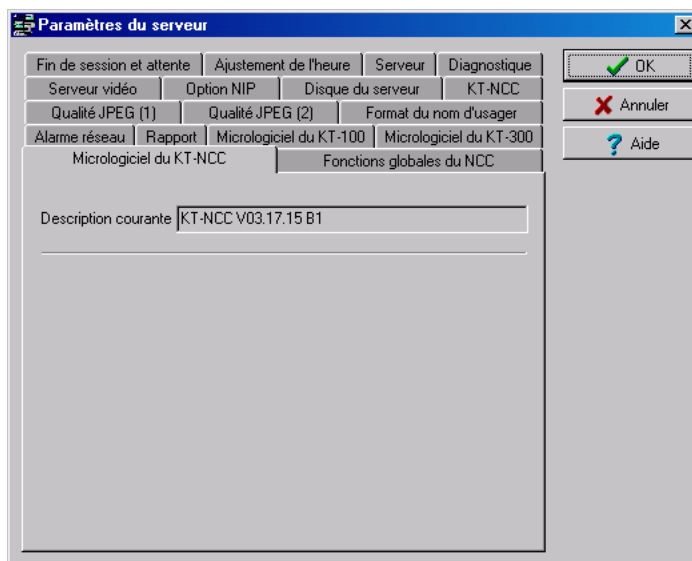 Paramètres du serveur
Fin de session et attente Ajustement de l'heure Serveur Diagnostique
Serveur vidéo Option NIP Disque du serveur KT-NCC
Qualité JPEG (1) Qualité JPEG (2) Format du nom d'usager
Alarme réseau Rapport Micrologiciel du KT-100 Micrologiciel du KT-300
Micrologiciel du KT-NCC Fonctions globales du NCC
Description courante KT-NCC V03.17.15 B1
OK
Annuler
Aide